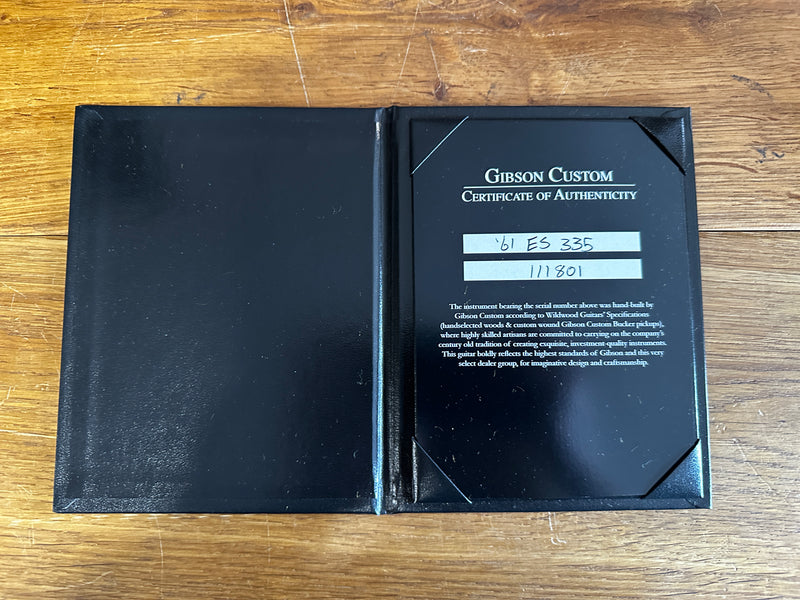 GIBSON CUSTOM
CERTIFICATE OF AUTHENTICITY
'61 ES 335
111801
The instrument bearing the serial number above was hand-built by
Gibson Custom according to Wildwood Guitars' Specifications
(handselected woods & custom wound Gibson Custom Bucker pickups),
where highly skilled artisans are committed to carrying on the company's
century old tradition of creating exquisite, investment-quality instruments.
This guitar boldly reflects the highest standards of Gibson and this very
select dealer group, for imaginative design and craftsmanship.